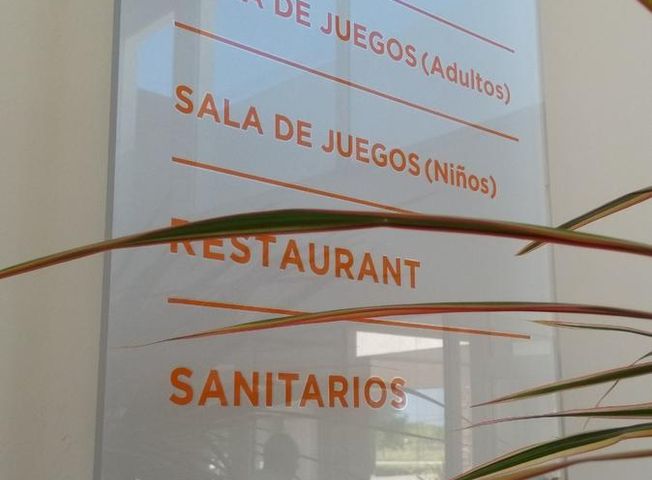 DE JUEGOS (Adultos)
SALA DE JUEGOS (Niños)
RESTAURANT
SANITARIOS